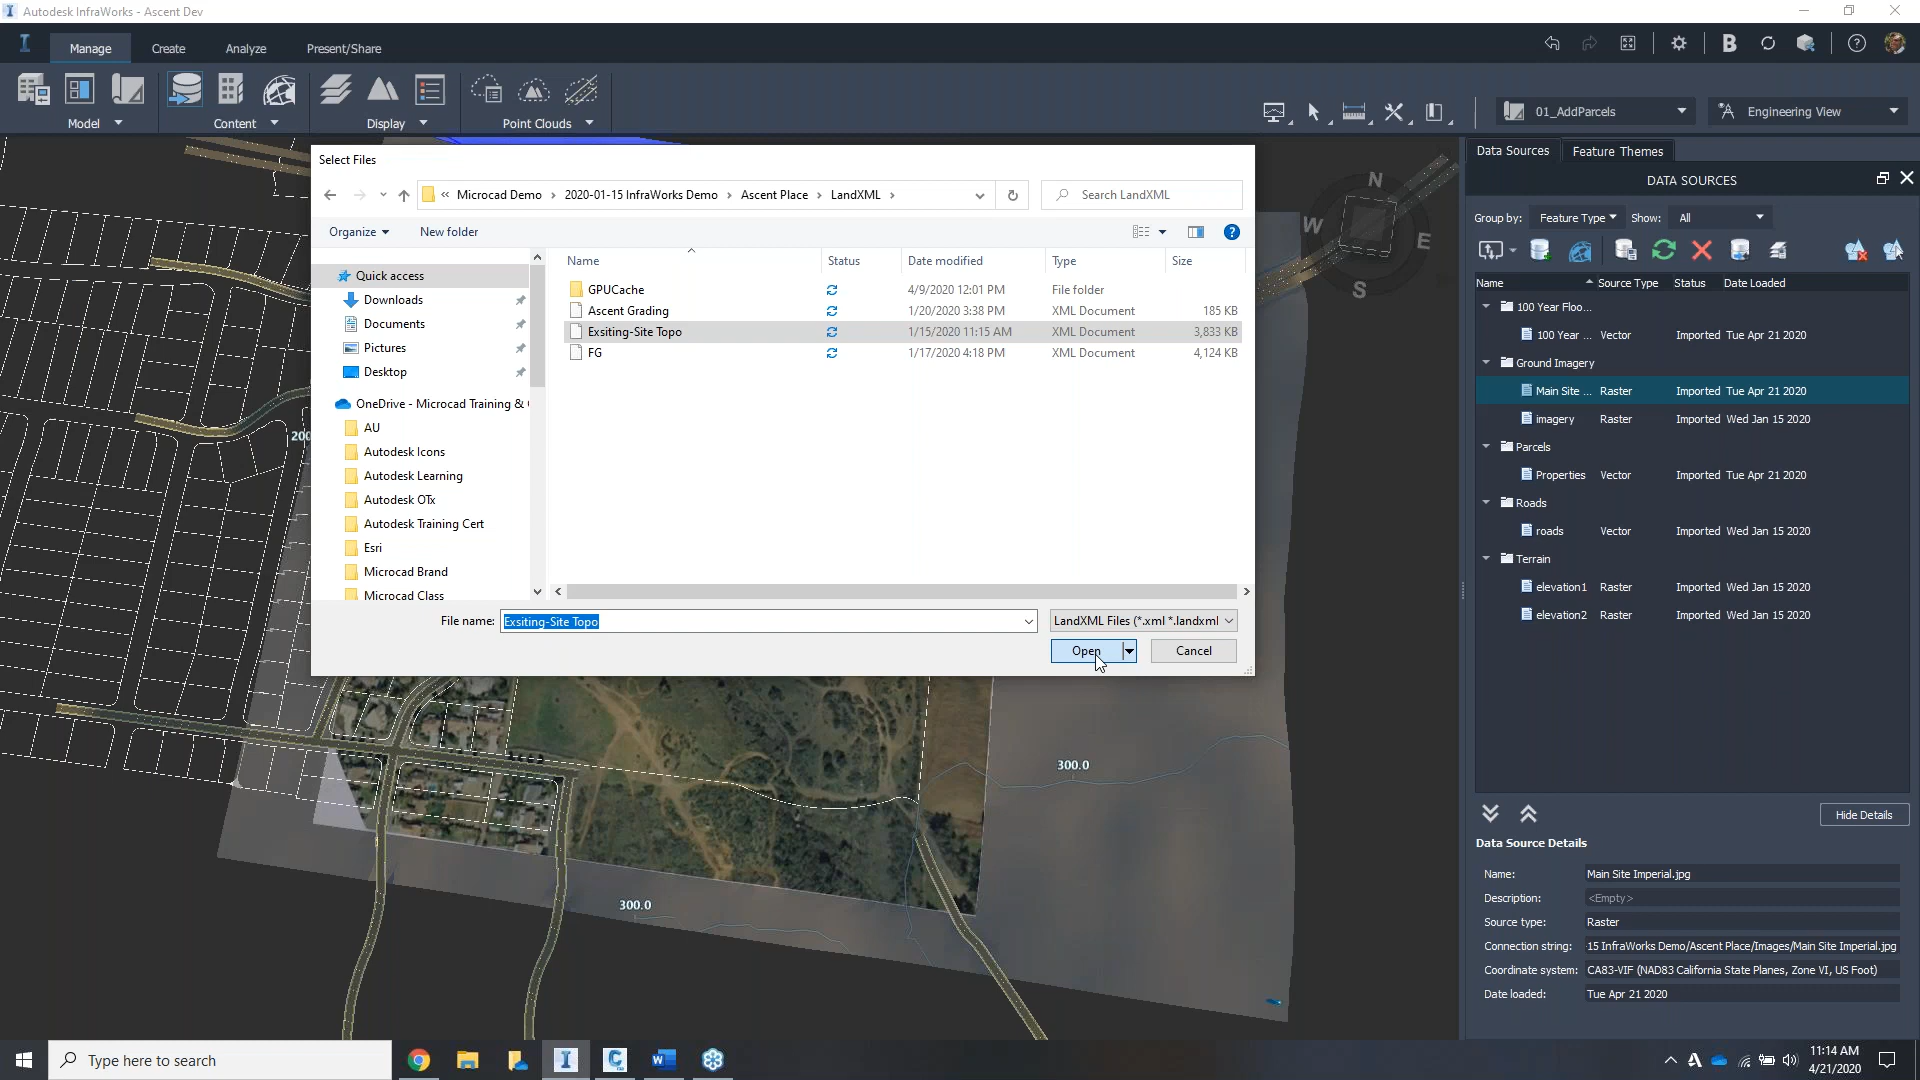 Autodesk InfraWorks - Ascent Dev
Manage Create Analyze Present/Share
Model Content Display Point Clouds
01_AddParcels Engineering View
Select Files
« Microcad Demo › 2020-01-15 InfraWorks Demo › Ascent Place › LandXML ›
Search LandXML
Organize New folder
Name Status Date modified Type Size
GPUCache 4/9/2020 12:01 PM File folder
Ascent Grading 1/20/2020 3:38 PM XML Document 185 KB
Exsiting-Site Topo 1/15/2020 11:15 AM XML Document 3,833 KB
FG 1/17/2020 4:18 PM XML Document 4,124 KB
Quick access
Downloads
Documents
Pictures
Desktop
OneDrive - Microcad Training &
AU
Autodesk Icons
Autodesk Learning
Autodesk OTx
Autodesk Training Cert
Esri
Microcad Brand
Microcad Class
File name: Exsiting-Site Topo
LandXML Files (*.xml *.landxml
Open Cancel
200
N
W E
S
300.0
300.0
Data Sources Feature Themes
DATA SOURCES
Group by: Feature Type Show: All
Name Source Type Status Date Loaded
100 Year Floo...
100 Year ... Vector Imported Tue Apr 21 2020
Ground Imagery
Main Site ... Raster Imported Tue Apr 21 2020
imagery Raster Imported Wed Jan 15 2020
Parcels
Properties Vector Imported Tue Apr 21 2020
Roads
roads Vector Imported Wed Jan 15 2020
Terrain
elevation1 Raster Imported Wed Jan 15 2020
elevation2 Raster Imported Wed Jan 15 2020
Hide Details
Data Source Details
Name: Main Site Imperial.jpg
Description: <Empty>
Source type: Raster
Connection string: 15 InfraWorks Demo/Ascent Place/Images/Main Site Imperial.jpg
Coordinate system: CA83-VIF (NAD83 California State Planes, Zone VI, US Foot)
Date loaded: Tue Apr 21 2020
Type here to search
11:14 AM
4/21/2020